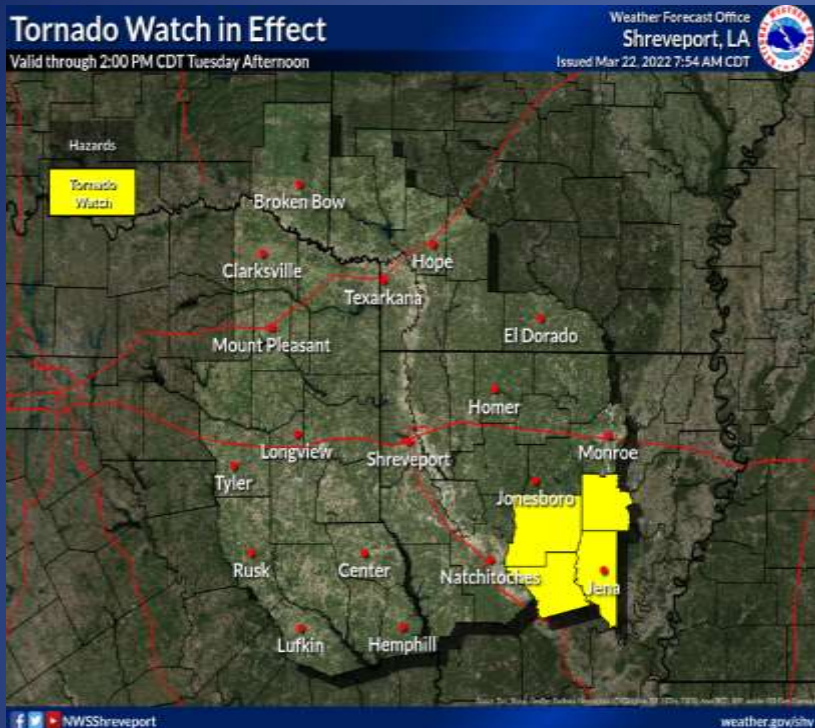 Tornado Watch in Effect
Valid through 2:00 PM CDT Tuesday Afternoon
Weather Forecast Office
Shreveport, LA
Issued Mar 22, 2022 7:54 AM CDT
Hazards
Tornado
Watch
Broken Bow
Hope
Clarksville
Texarkana
El Dorado
Mount Pleasant
Homer
Longview
Shreveport
Monroe
Tyler
Jonesboro
Rusk
Center
Natchitoches
Jena
Lufkin
Hemphill
NWSShreveport
weather.gov/shv